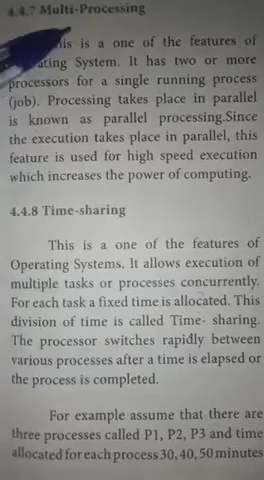 4.4.7 Multi-Processing
is a one of the features of
ating System. It has two or more
processors for a single running process
(job). Processing takes place in parallel
is known as parallel processing.Since
the execution takes place in parallel, this
feature is used for high speed execution
which increases the power of computing.
4.4.8 Time-sharing
This is a one of the features of
Operating Systems. It allows execution of
multiple tasks or processes concurrently.
For each task a fixed time is allocated. This
division of time is called Time- sharing.
The processor switches rapidly between
various processes after a time is elapsed or
the process is completed.
For example assume that there are
three processes called P1, P2, P3 and time
allocated for each process 30, 40, 50 minutes